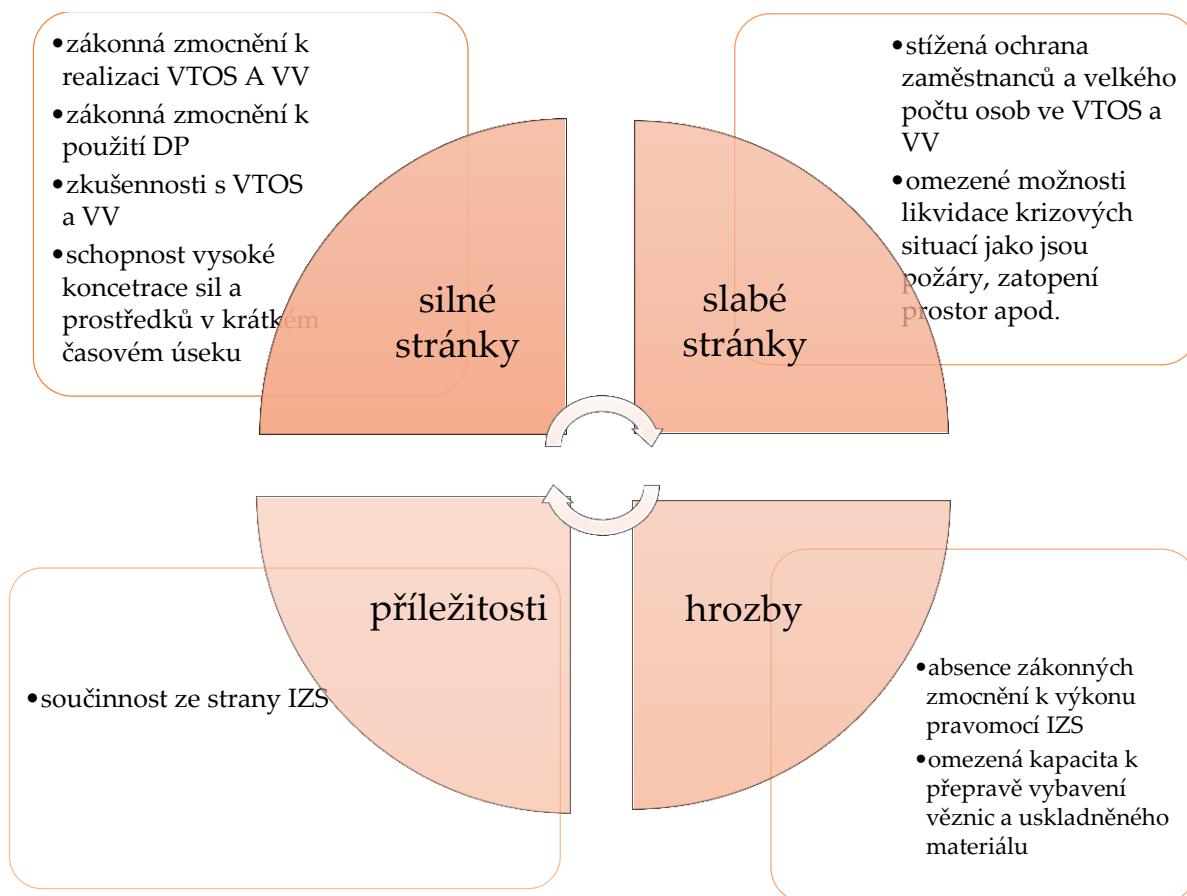 •zákonná zmocnění k
realizaci VTOS A VV
•zákonná zmocnění k
použití DP
•zkušennosti s VTOS
a VV
•schopnost vysoké
koncetrace sil a
prostředků v krátkém
časovém úseku
silné
stránky
•stížená ochrana
zaměstnanců a velkého
počtu osob ve VTOS a
VV
•omezené možnosti
likvidace krizových
situací jako jsou
požáry, zatopení
prostor apod.
slabé
stránky
příležitosti
•součinnost ze strany IZS
hrozby
•absence zákonných
zmocnění k výkonu
pravomocí IZS
•omezená kapacita k
přepravě vybavení
věznic a uskladněného
materiálu